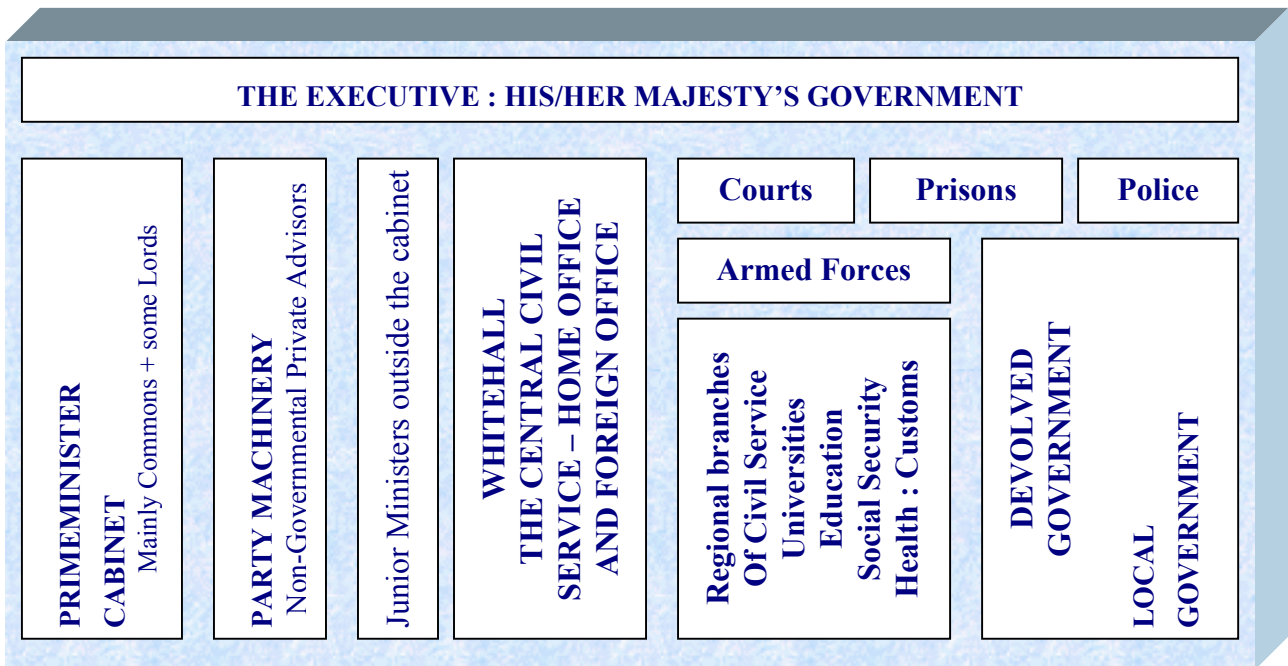 THE EXECUTIVE : HIS/HER MAJESTY’S GOVERNMENT
PRIMEMINISTER
CABINET
Mainly Commons + some Lords
PARTY MACHINERY
Non-Governmental Private Advisors
Junior Ministers outside the cabinet
WHITEHALL
THE CENTRAL CIVIL
SERVICE – HOME OFFICE
AND FOREIGN OFFICE
Courts
Prisons
Police
Armed Forces
Regional branches
Of Civil Service
Universities
Education
Social Security
Health : Customs
DEVOLVED
GOVERNMENT
LOCAL
GOVERNMENT